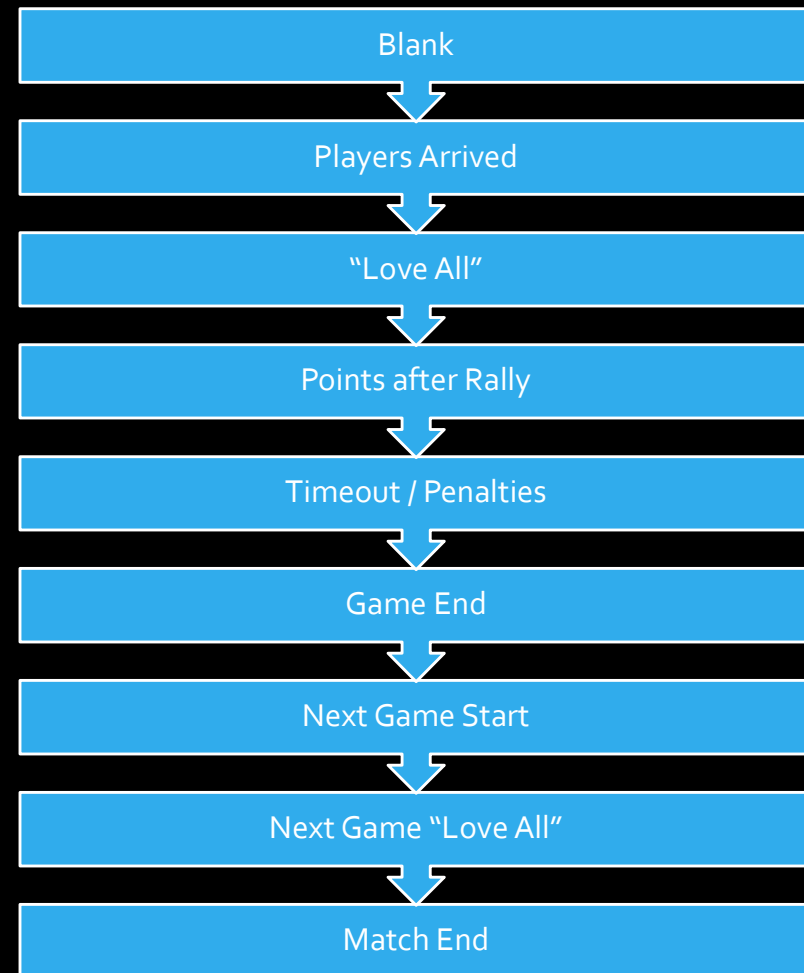 Blank
Players Arrived
“Love All”
Points after Rally
Timeout / Penalties
Game End
Next Game Start
Next Game “Love All”
Match End